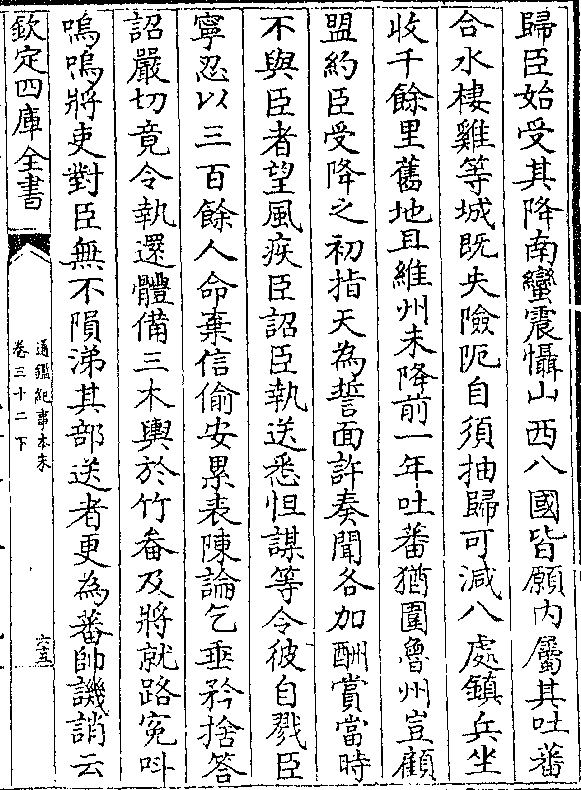 歸臣始受其降南蠻震懾山西八國皆願内屬其吐蕃
合水棲雞等城既失險阨自須抽歸可減八處鎮兵坐
收千餘里舊地且維州未降前一年吐蕃猶圍魯州豈顧
盟約臣受降之初指天為誓面許奏聞各加酬賞當時
不與臣者望風疾臣詔臣執送悉怛謀等令彼自戮臣
寧忍以三百餘人命棄信偷安累表陳論乞垂矜捨答
詔嚴切竟令執還體備三木輿於竹畚及將就路冤叫
嗚嗚將吏對臣無不隕涕其部送者更為蕃帥譏誚云
欽定四庫全書
通鑑紀事本末
卷三十二下
六五